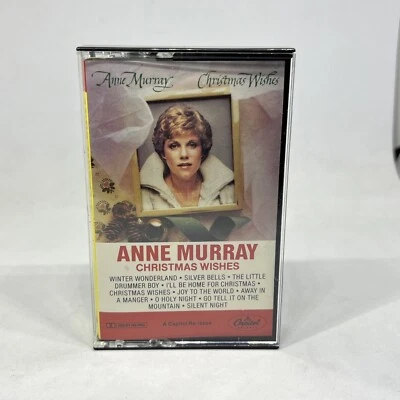 Anne Murray Christmas Wishes
ANNE MURRAY
CHRISTMAS WISHES
WINTER WONDERLAND • SILVER BELLS • THE LITTLE
DRUMMER BOY • I'LL BE HOME FOR CHRISTMAS •
CHRISTMAS WISHES • JOY TO THE WORLD • AWAY IN
A MANGER • O HOLY NIGHT • GO TELL IT ON THE
MOUNTAIN • SILENT NIGHT
Capitol